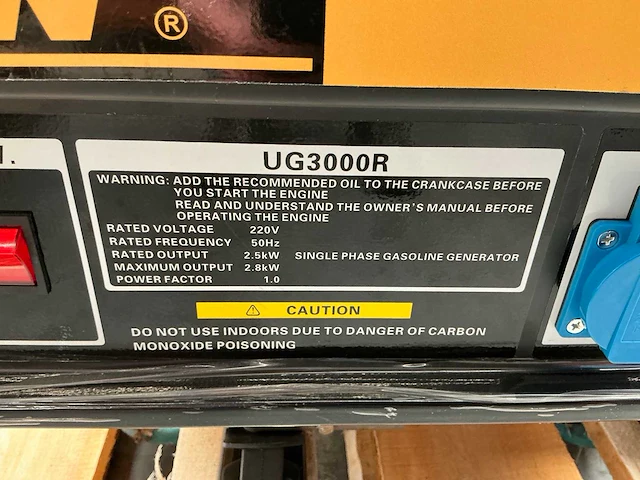 N®
UG3000R
WARNING: ADD THE RECOMMENDED OIL TO THE CRANKCASE BEFORE
YOU START THE ENGINE
READ AND UNDERSTAND THE OWNER'S MANUAL BEFORE
OPERATING THE ENGINE
RATED VOLTAGE 220V
RATED FREQUENCY 50Hz
RATED OUTPUT 2.5kW SINGLE PHASE GASOLINE GENERATOR
MAXIMUM OUTPUT 2.8kW
POWER FACTOR 1.0
⚠ CAUTION
DO NOT USE INDOORS DUE TO DANGER OF CARBON
MONOXIDE POISONING